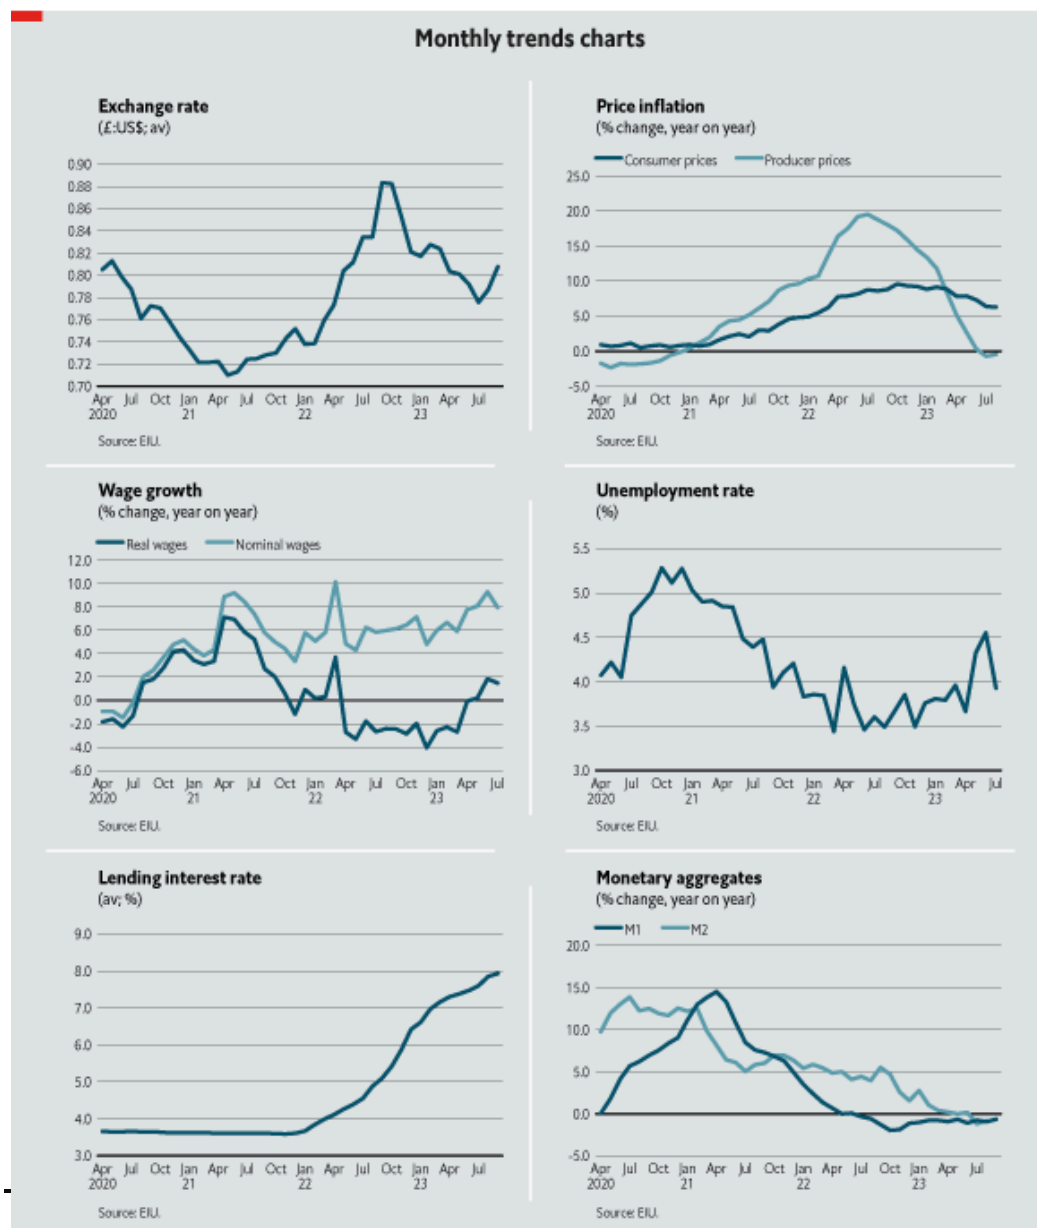 Monthly trends charts
Exchange rate
(£:US$; av)
0.90
0.88
0.86
0.84
0.82
0.80
0.78
0.76
0.74
0.72
0.70
Apr Jul Oct Jan Apr Jul Oct Jan Apr Jul Oct Jan Apr Jul
2020 21 22 23
Source: EIU.
Price inflation
(% change, year on year)
Consumer prices Producer prices
25.0
20.0
15.0
10.0
5.0
0.0
-5.0
Apr Jul Oct Jan Apr Jul Oct Jan Apr Jul Oct Jan Apr Jul
2020 21 22 23
Source: EIU.
Wage growth
(% change, year on year)
Real wages Nominal wages
12.0
10.0
8.0
6.0
4.0
2.0
0.0
-2.0
-4.0
-6.0
Apr Jul Oct Jan Apr Jul Oct Jan Apr Jul Oct Jan Apr Jul
2020 21 22 23
Source: EIU.
Unemployment rate
(%)
5.5
5.0
4.5
4.0
3.5
3.0
Apr Jul Oct Jan Apr Jul Oct Jan Apr Jul Oct Jan Apr Jul
2020 21 22 23
Source: EIU.
Lending interest rate
(av; %)
9.0
8.0
7.0
6.0
5.0
4.0
3.0
Apr Jul Oct Jan Apr Jul Oct Jan Apr Jul Oct Jan Apr Jul
2020 21 22 23
Source: EIU.
Monetary aggregates
(% change, year on year)
M1 M2
20.0
15.0
10.0
5.0
0.0
-5.0
Apr Jul Oct Jan Apr Jul Oct Jan Apr Jul Oct Jan Apr Jul
2020 21 22 23
Source: EIU.